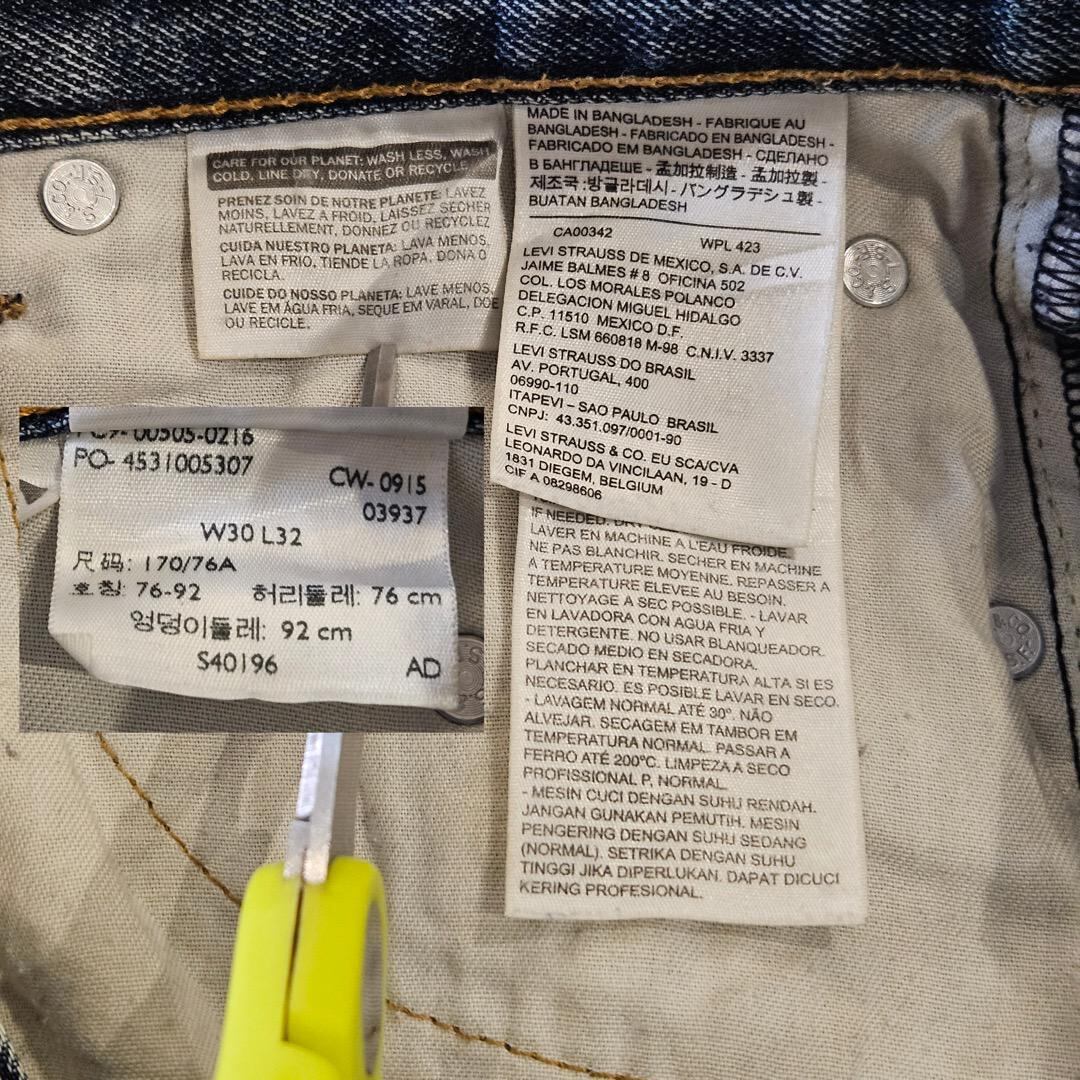 CARE FOR OUR PLANET: WASH LESS, WASH
COLD, LINE DRY, DONATE OR RECYCLE.
PRENEZ SOIN DE NOTRE PLANETE: LAVEZ
MOINS, LAVEZ A FROID, LAISSEZ SECHER
NATURELLEMENT, DONNEZ OU RECYCLEZ
CUIDA NUESTRO PLANETA: LAVA MENOS,
LAVA EN FRIO, TIENDE LA ROPA, DONA O
RECICLA.
CUIDE DO NOSSO PLANETA: LAVE MENOS,
LAVE EM ÁGUA FRIA, SEQUE EM VARAL, DOE
OU RECICLE.
MADE IN BANGLADESH - FABRIQUE AU
BANGLADESH - FABRICADO EN BANGLADESH -
FABRICADO EM BANGLADESH - СДЕЛАНО
В БАНГЛАДЕШЕ - 孟加拉制造 - 孟加拉製 -
제조국 :방글라데시 - バングラデシュ製 -
BUATAN BANGLADESH
CA00342 WPL 423
LEVI STRAUSS DE MEXICO, S.A. DE C.V.
JAIME BALMES # 8 OFICINA 502
COL. LOS MORALES POLANCO
DELEGACION MIGUEL HIDALGO
C.P. 11510 MEXICO D.F.
R.F.C. LSM 660818 M-98 C.N.I.V. 3337
LEVI STRAUSS DO BRASIL
AV. PORTUGAL, 400
06990-110
ITAPEVI – SAO PAULO BRASIL
CNPJ: 43.351.097/0001-90
LEVI STRAUSS & CO. EU SCA/CVA
LEONARDO DA VINCILAAN, 19 - D
1831 DIEGEM, BELGIUM
CIF A 08298606
IF NEEDED. DRY
LAVER EN MACHINE A L'EAU FROIDE.
NE PAS BLANCHIR. SECHER EN MACHINE
A TEMPERATURE MOYENNE. REPASSER A
TEMPERATURE ELEVEE AU BESOIN.
NETTOYAGE A SEC POSSIBLE. - LAVAR
EN LAVADORA CON AGUA FRIA Y
DETERGENTE. NO USAR BLANQUEADOR.
SECADO MEDIO EN SECADORA.
PLANCHAR EN TEMPERATURA ALTA SI ES
NECESARIO. ES POSIBLE LAVAR EN SECO.
- LAVAGEM NORMAL ATÉ 30º. NÃO
ALVEJAR. SECAGEM EM TAMBOR EM
TEMPERATURA NORMAL. PASSAR A
FERRO ATÉ 200ºC. LIMPEZA A SECO
PROFISSIONAL P, NORMAL.
- MESIN CUCI DENGAN SUHU RENDAH.
JANGAN GUNAKAN PEMUTIH. MESIN
PENGERING DENGAN SUHU SEDANG
(NORMAL). SETRIKA DENGAN SUHU
TINGGI JIKA DIPERLUKAN. DAPAT DICUCI
KERING PROFESIONAL.
00505-0216
PO- 4531005307
CW- 0915
03937
W30 L32
尺码: 170/76A
호칭: 76-92 허리둘레: 76 cm
엉덩이둘레: 92 cm
S40196 AD